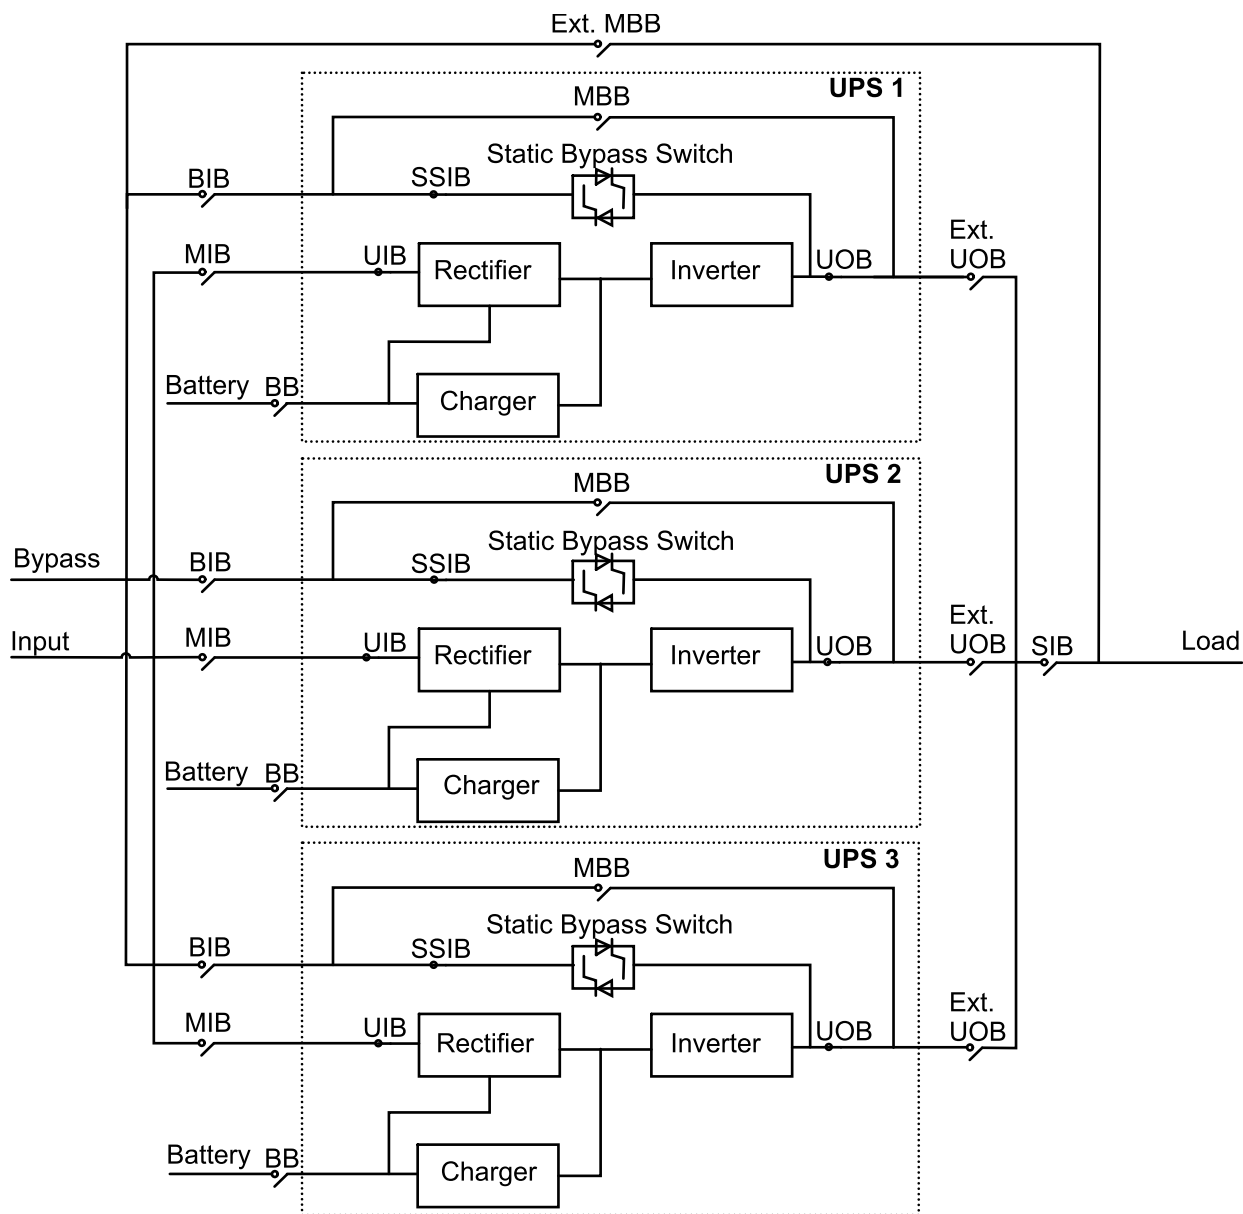 Ext. MBB
UPS 1
MBB
Static Bypass Switch
BIB
SSIB
MIB
UIB
Rectifier
Inverter
UOB
Ext.
UOB
Battery
BB
Charger
UPS 2
MBB
Static Bypass Switch
Bypass
BIB
SSIB
Input
MIB
UIB
Rectifier
Inverter
UOB
Ext.
UOB
SIB
Load
Battery
BB
Charger
UPS 3
MBB
Static Bypass Switch
BIB
SSIB
MIB
UIB
Rectifier
Inverter
UOB
Ext.
UOB
Battery
BB
Charger